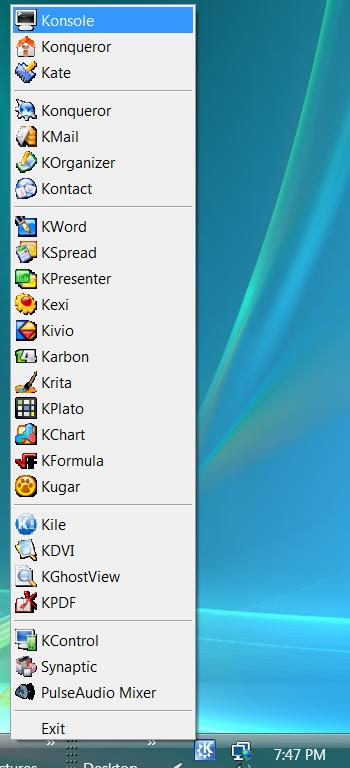 Konsole
Konqueror
Kate
Konqueror
KMail
KOrganizer
Kontact
KWord
KSpread
KPresenter
Kexi
Kivio
Karbon
Krita
KPlato
KChart
KFormula
Kugar
Kile
KDVI
KGhostView
KPDF
KControl
Synaptic
PulseAudio Mixer
Exit
» »
7:47 PM
ctures Desktop